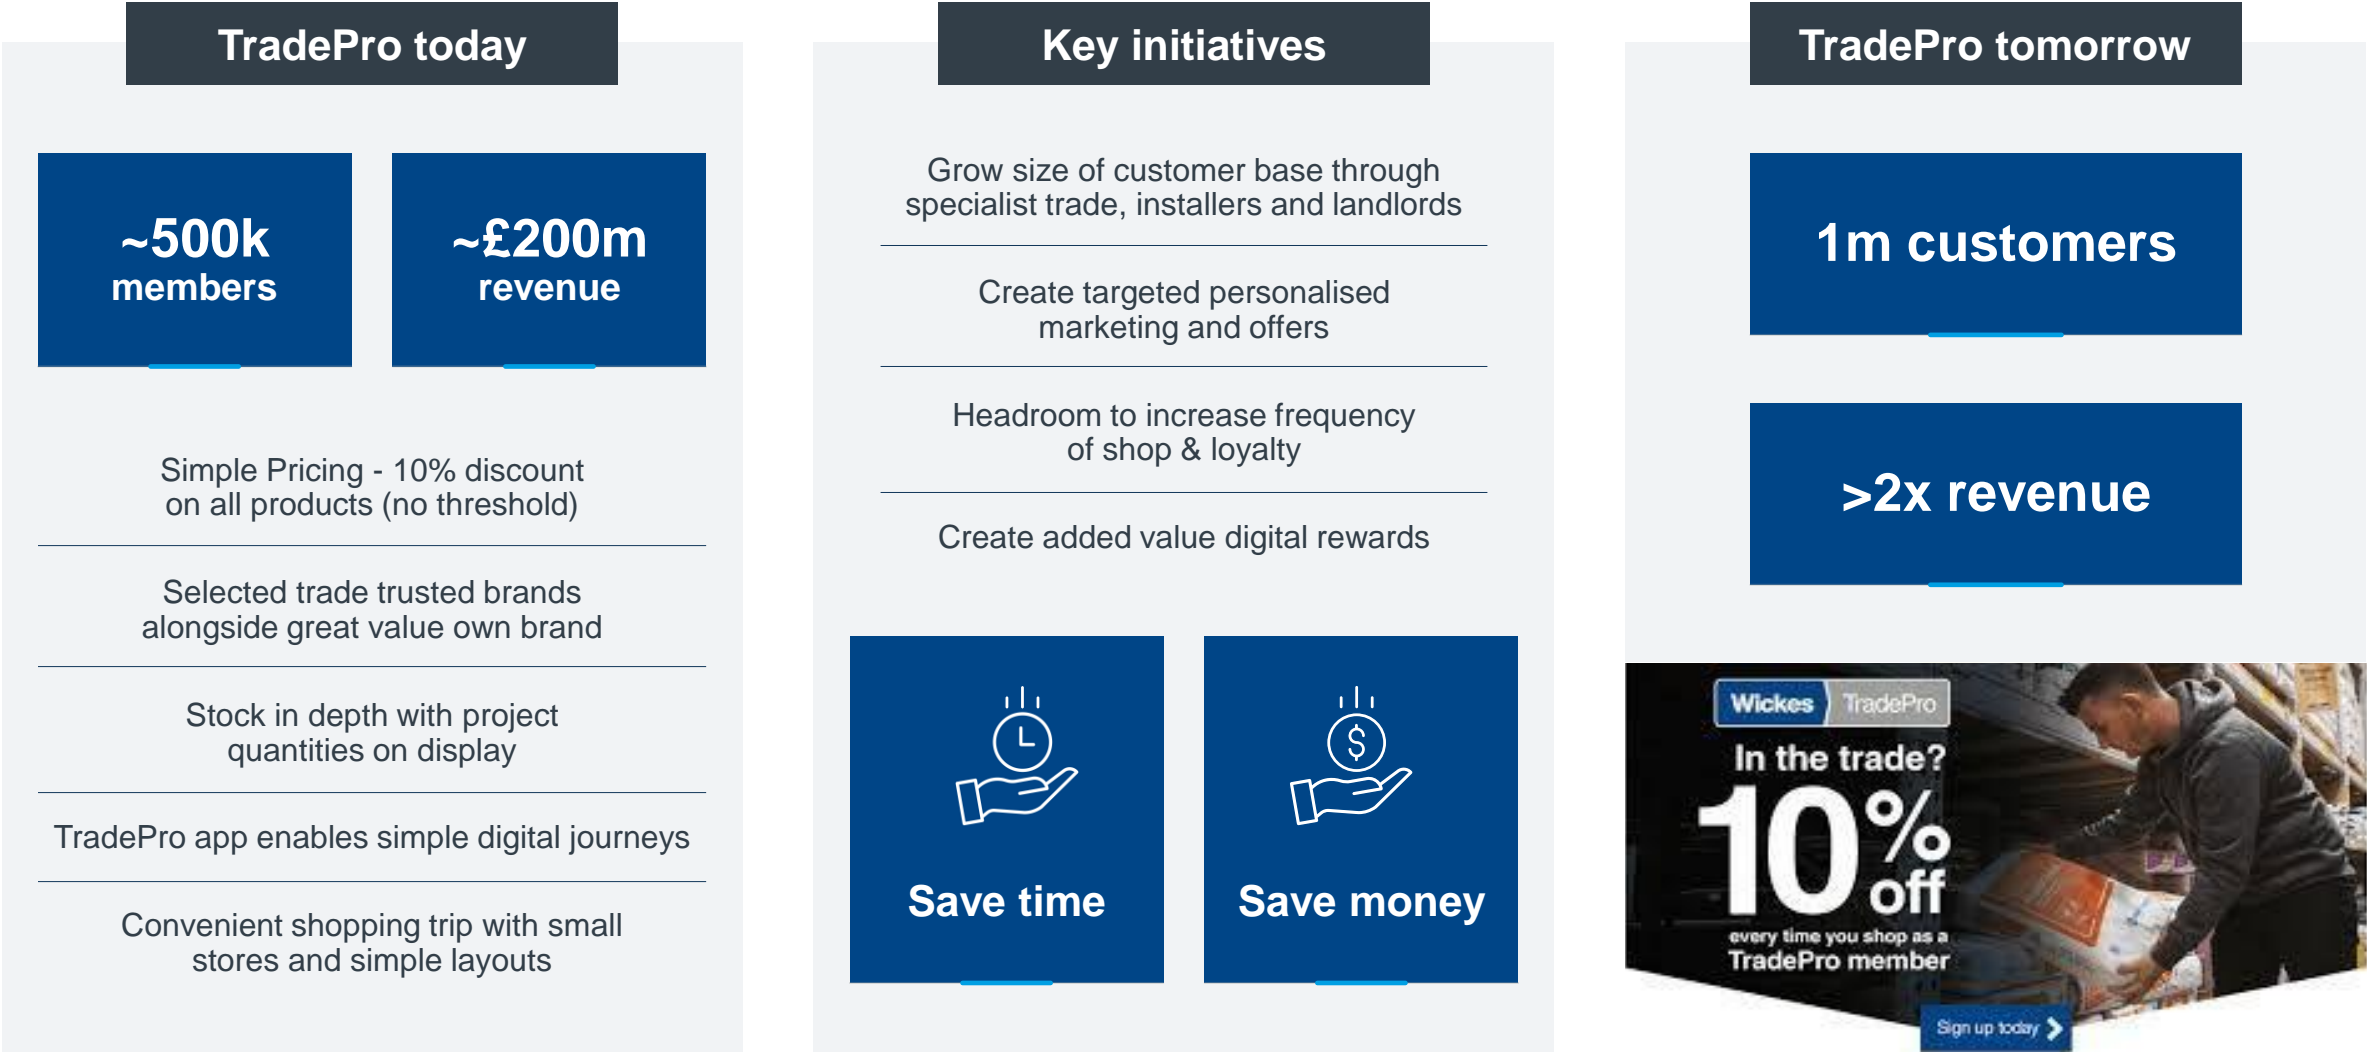 TradePro today
~500k
members
~£200m
revenue
Simple Pricing - 10% discount
on all products (no threshold)
Selected trade trusted brands
alongside great value own brand
Stock in depth with project
quantities on display
TradePro app enables simple digital journeys
Convenient shopping trip with small
stores and simple layouts
Key initiatives
Grow size of customer base through
specialist trade, installers and landlords
Create targeted personalised
marketing and offers
Headroom to increase frequency
of shop & loyalty
Create added value digital rewards
Save time
Save money
TradePro tomorrow
1m customers
>2x revenue
Wickes TradePro
In the trade?
10%
off
every time you shop as a
TradePro member
Sign up today